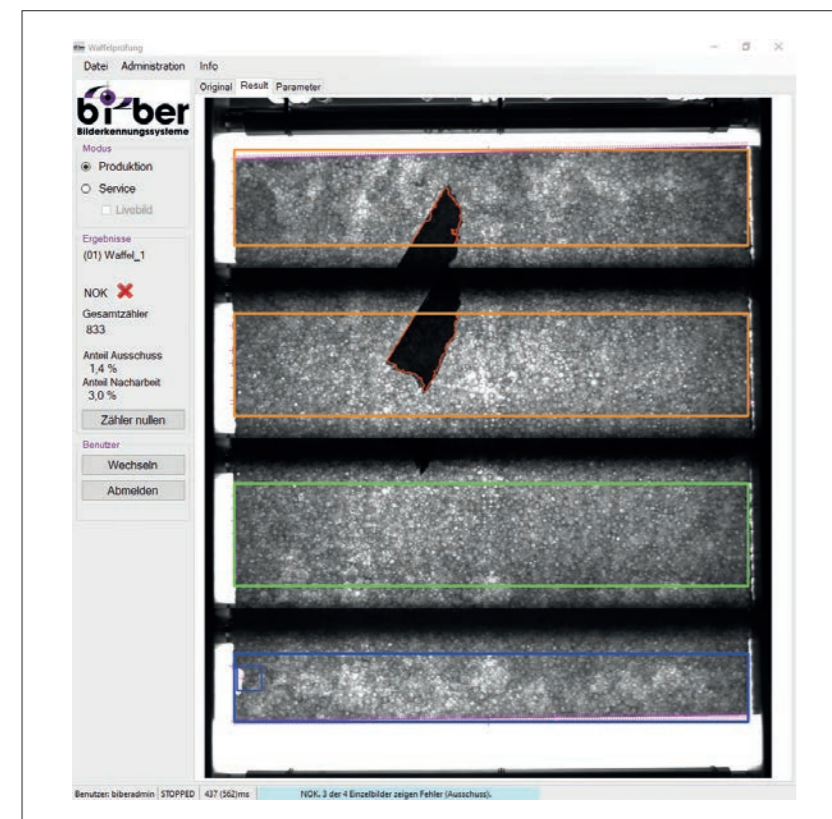 Waffelprüfung
Datei Administration Info
Original Result Parameter
biber
Bilderkennungssysteme
Modus
Produktion
Service
Livebild
Ergebnisse
(01) Waffel_1
NOK
Gesamtzähler
833
Anteil Ausschuss
1,4 %
Anteil Nacharbeit
3,0 %
Zähler nullen
Benutzer
Wechseln
Abmelden
Benutzer: biberadmin STOPPED 437 (562)ms NOK. 3 der 4 Einzelbilder zeigen Fehler (Ausschuss).